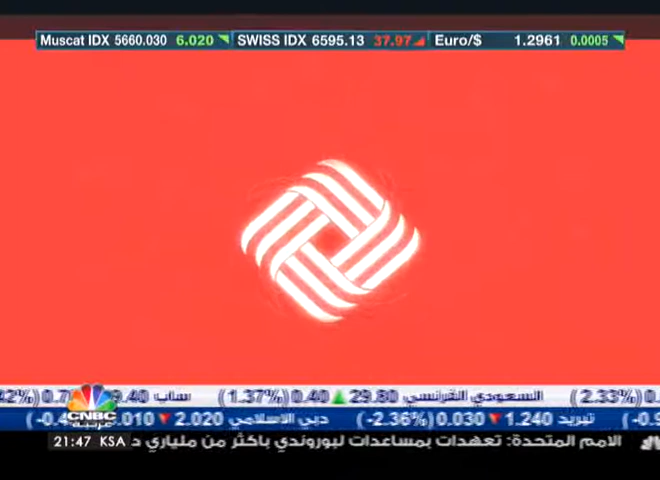 Muscat IDX 5660.030 6.020 SWISS IDX 6595.13 37.97 Euro/$ 1.2961 0.0005
(2.33%) السعودي الفرنسي 29.80 0.40 (1.37%) ساب
تبريد 1.240 0.030 (-2.36%) دبي الاسلامي 2.020
CNBC
عربية
21:47 KSA الامم المتحدة: تعهدات بمساعدات لبوروندي باكثر من ملياري د